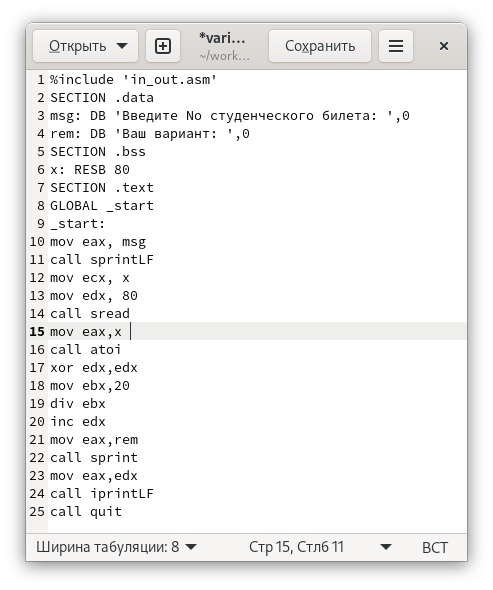 Открыть
*vari...
~/work...
Сохранить
1 %include 'in_out.asm'
2 SECTION .data
3 msg: DB 'Введите No студенческого билета: ',0
4 rem: DB 'Ваш вариант: ',0
5 SECTION .bss
6 x: RESB 80
7 SECTION .text
8 GLOBAL _start
9 _start:
10 mov eax, msg
11 call sprintLF
12 mov ecx, x
13 mov edx, 80
14 call sread
15 mov eax,x
16 call atoi
17 xor edx,edx
18 mov ebx,20
19 div ebx
20 inc edx
21 mov eax,rem
22 call sprint
23 mov eax,edx
24 call iprintLF
25 call quit
Ширина табуляции: 8 Стр 15, Стлб 11 ВСТ